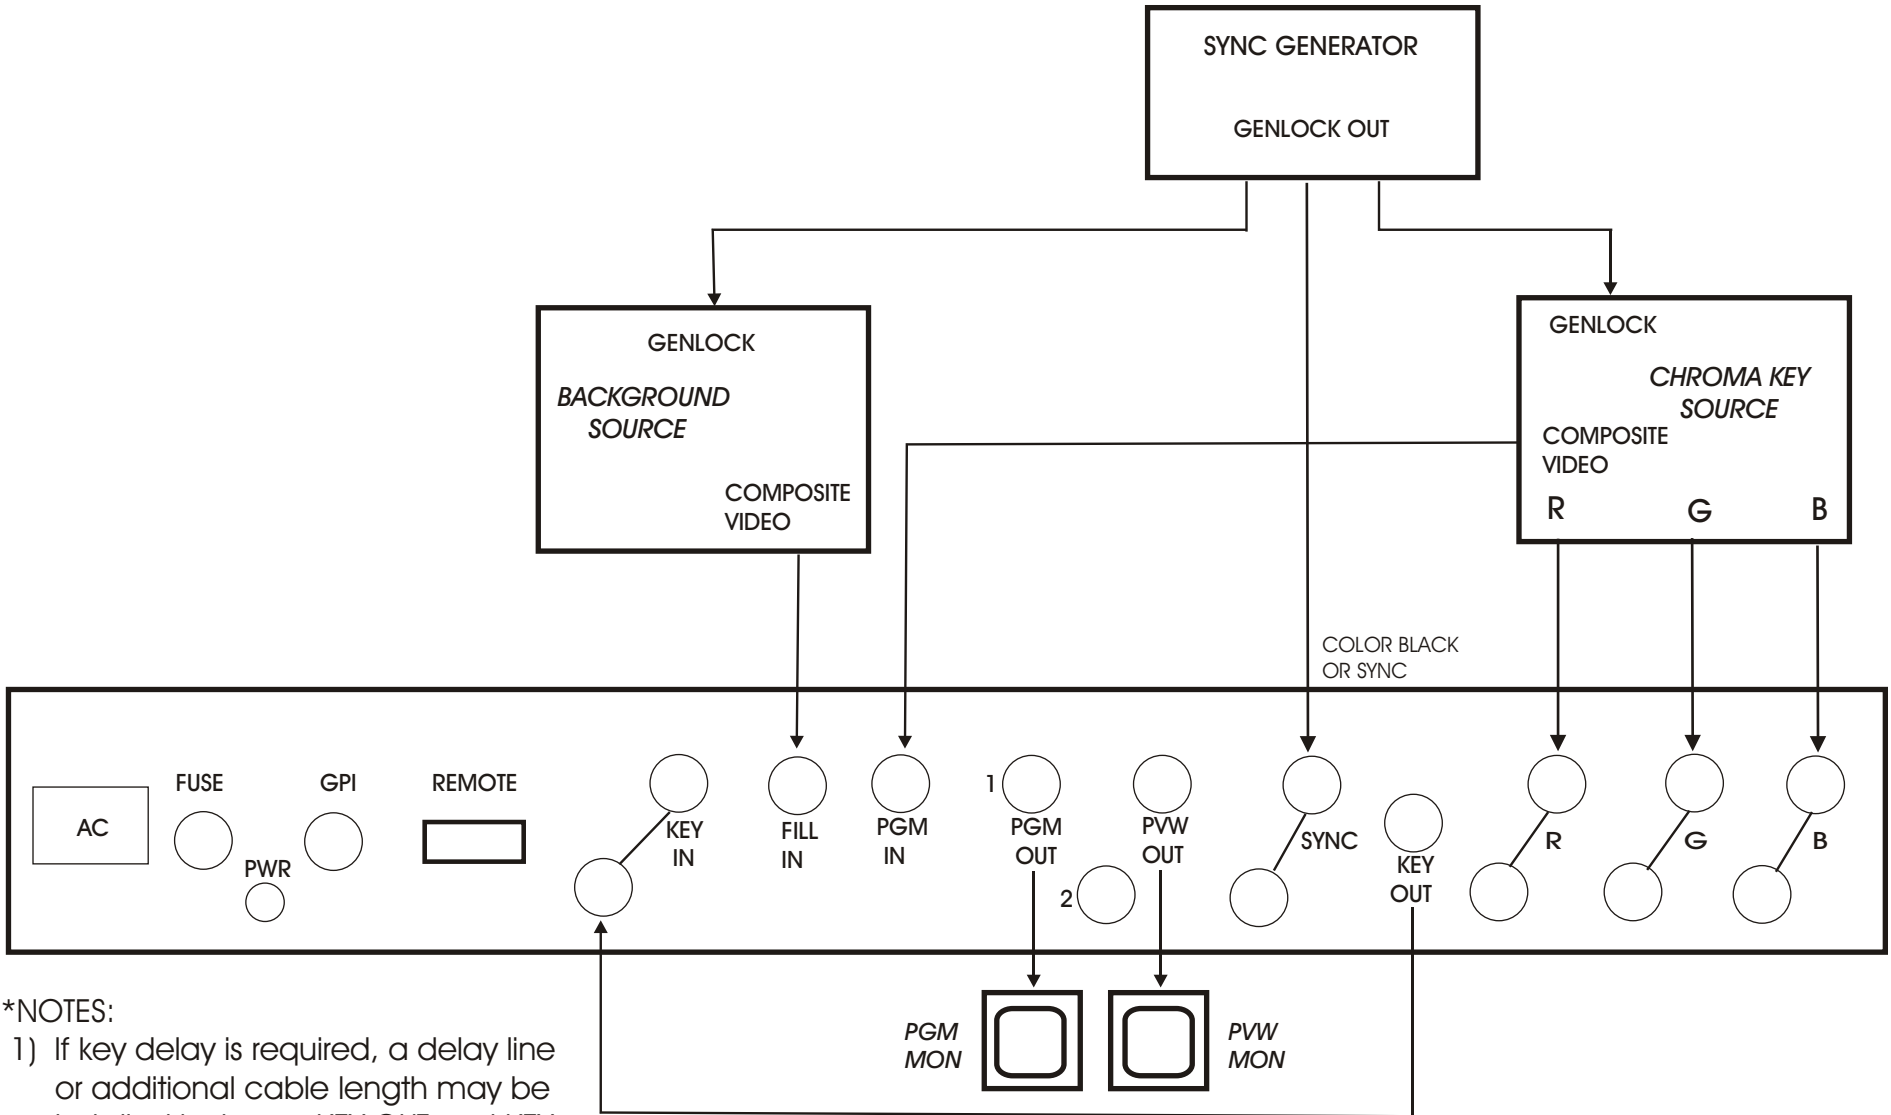 SYNC GENERATOR
GENLOCK OUT
GENLOCK
BACKGROUND
SOURCE
COMPOSITE
VIDEO
GENLOCK
CHROMA KEY
SOURCE
COMPOSITE
VIDEO
R G B
COLOR BLACK
OR SYNC
AC
FUSE
PWR
GPI
REMOTE
KEY
IN
FILL
IN
PGM
IN
1
PGM
OUT
2
PVW
OUT
SYNC
KEY
OUT
R
G
B
PGM
MON
PVW
MON
*NOTES:
1) If key delay is required, a delay line
or additional cable length may be